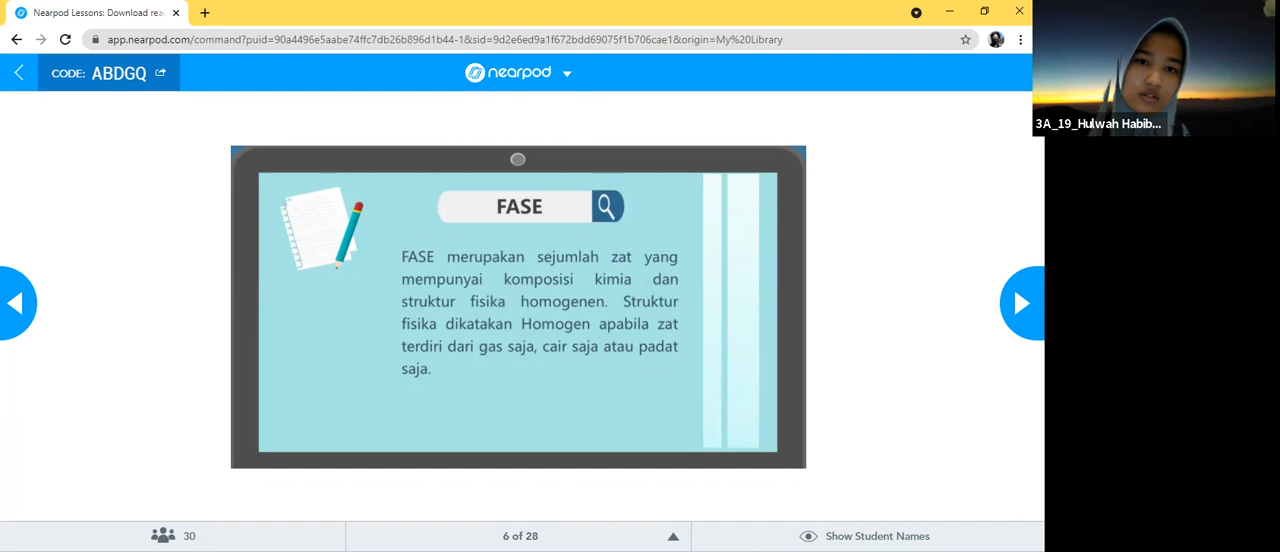 Nearpod Lessons: Download rea
app.nearpod.com/command?puid=90a4496e5aabe74ffc7db26b896d1b44-1&sid=9d2e6ed9a1f672bdd69075f1b706cae1&origin=My%20Library
CODE: ABDGQ
nearpod
3A_19_Hulwah Habib...
FASE
FASE merupakan sejumlah zat yang
mempunyai komposisi kimia dan
struktur fisika homogenen. Struktur
fisika dikatakan Homogen apabila zat
terdiri dari gas saja, cair saja atau padat
saja.
30
6 of 28
Show Student Names